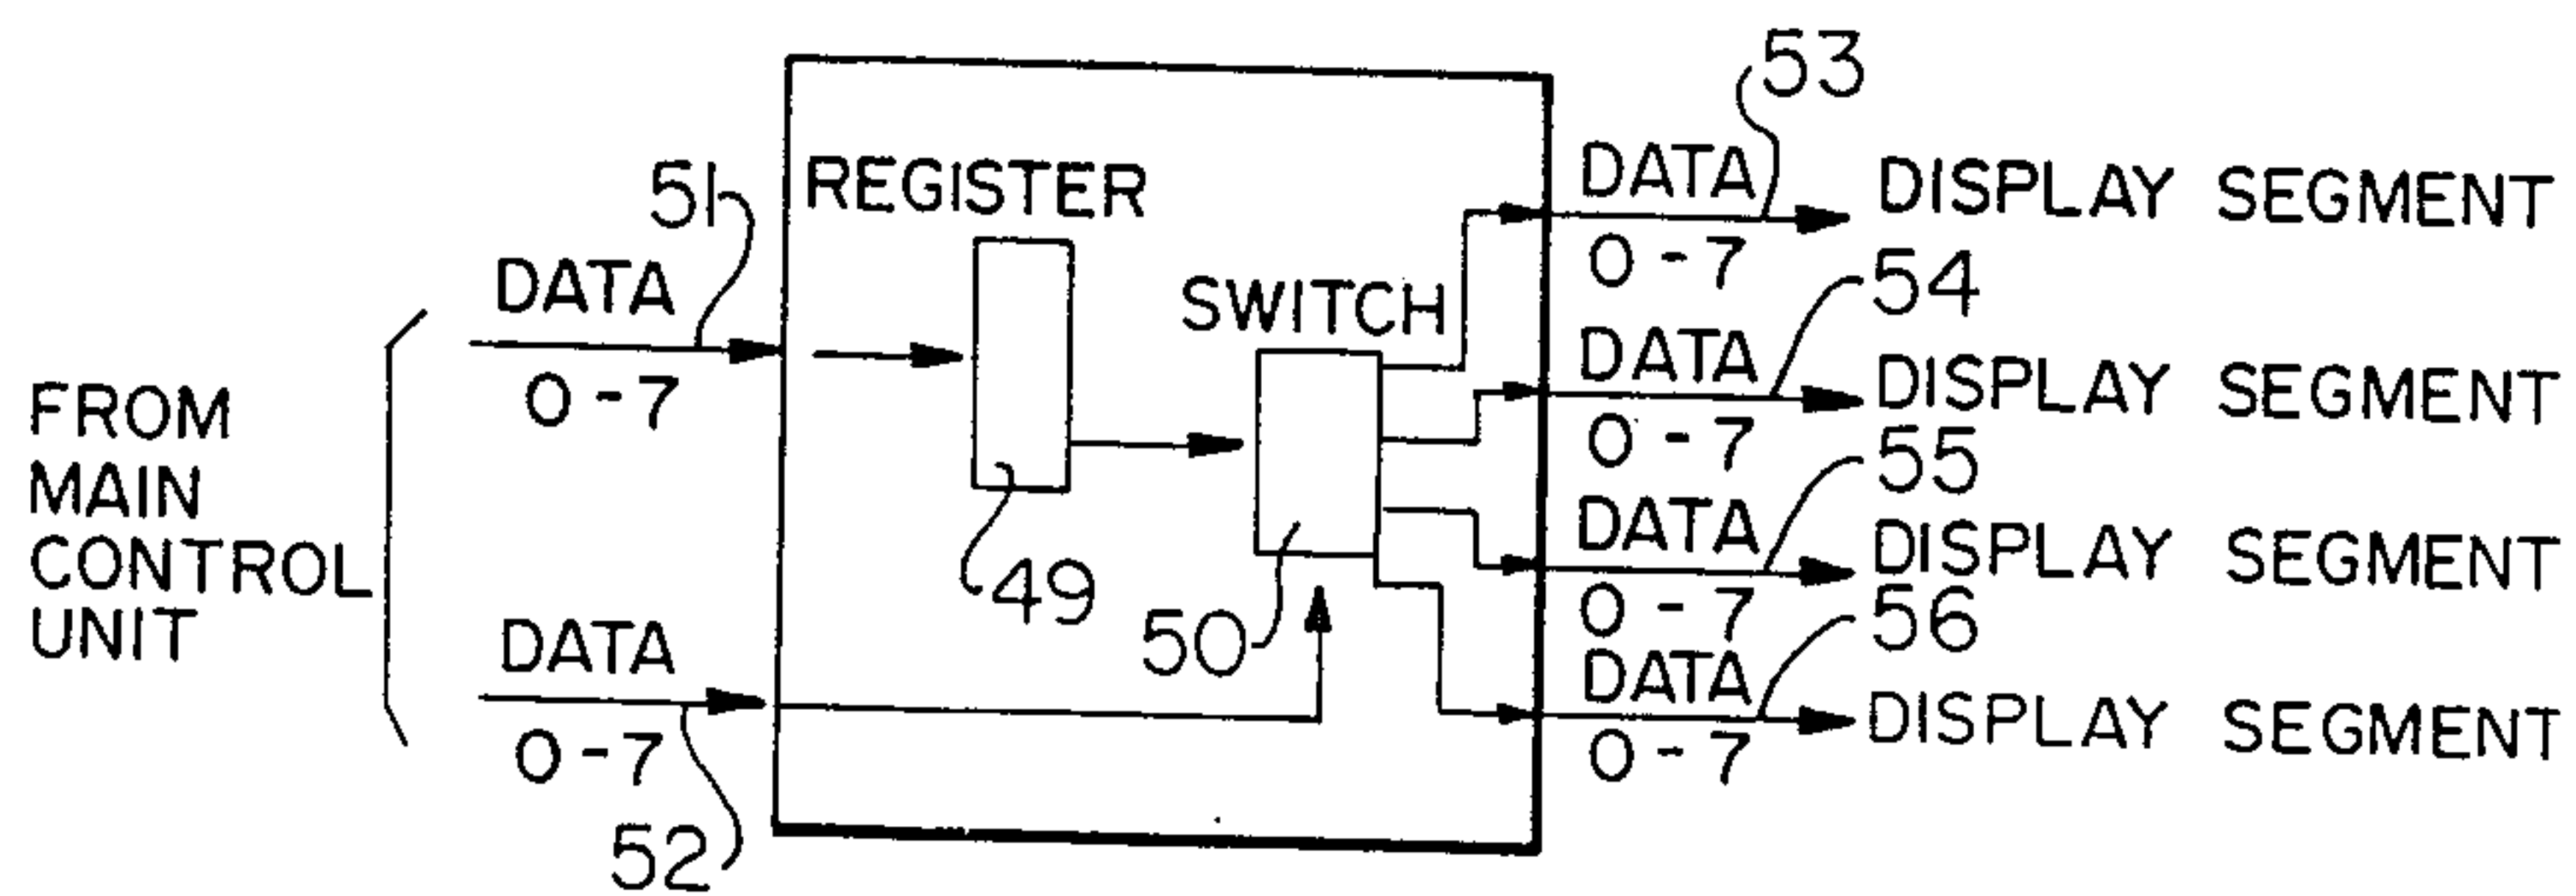 FROM
MAIN
CONTROL
UNIT
DATA
0-7
51
DATA
0-7
52
REGISTER
49
SWITCH
50
DATA
0-7
53
DISPLAY SEGMENT
DATA
0-7
54
DISPLAY SEGMENT
DATA
0-7
55
DISPLAY SEGMENT
DATA
0-7
56
DISPLAY SEGMENT